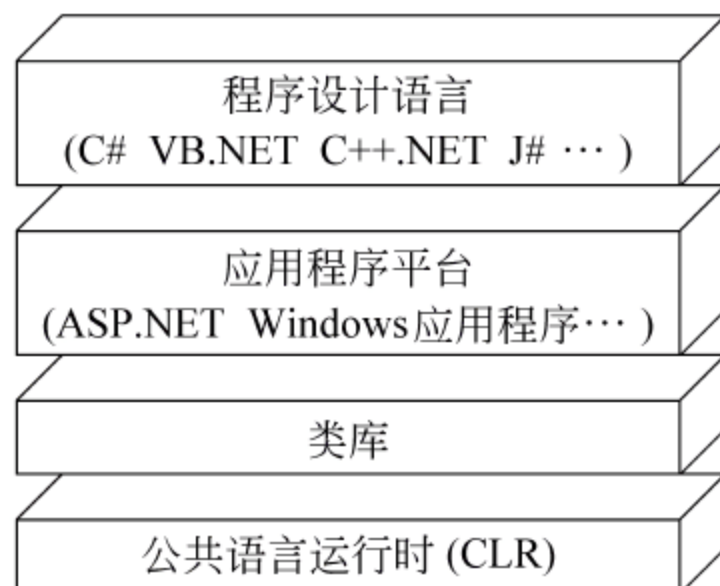 程序设计语言
(C# VB.NET C++.NET J# … )
应用程序平台
(ASP.NET Windows应用程序… )
类库
公共语言运行时 (CLR)